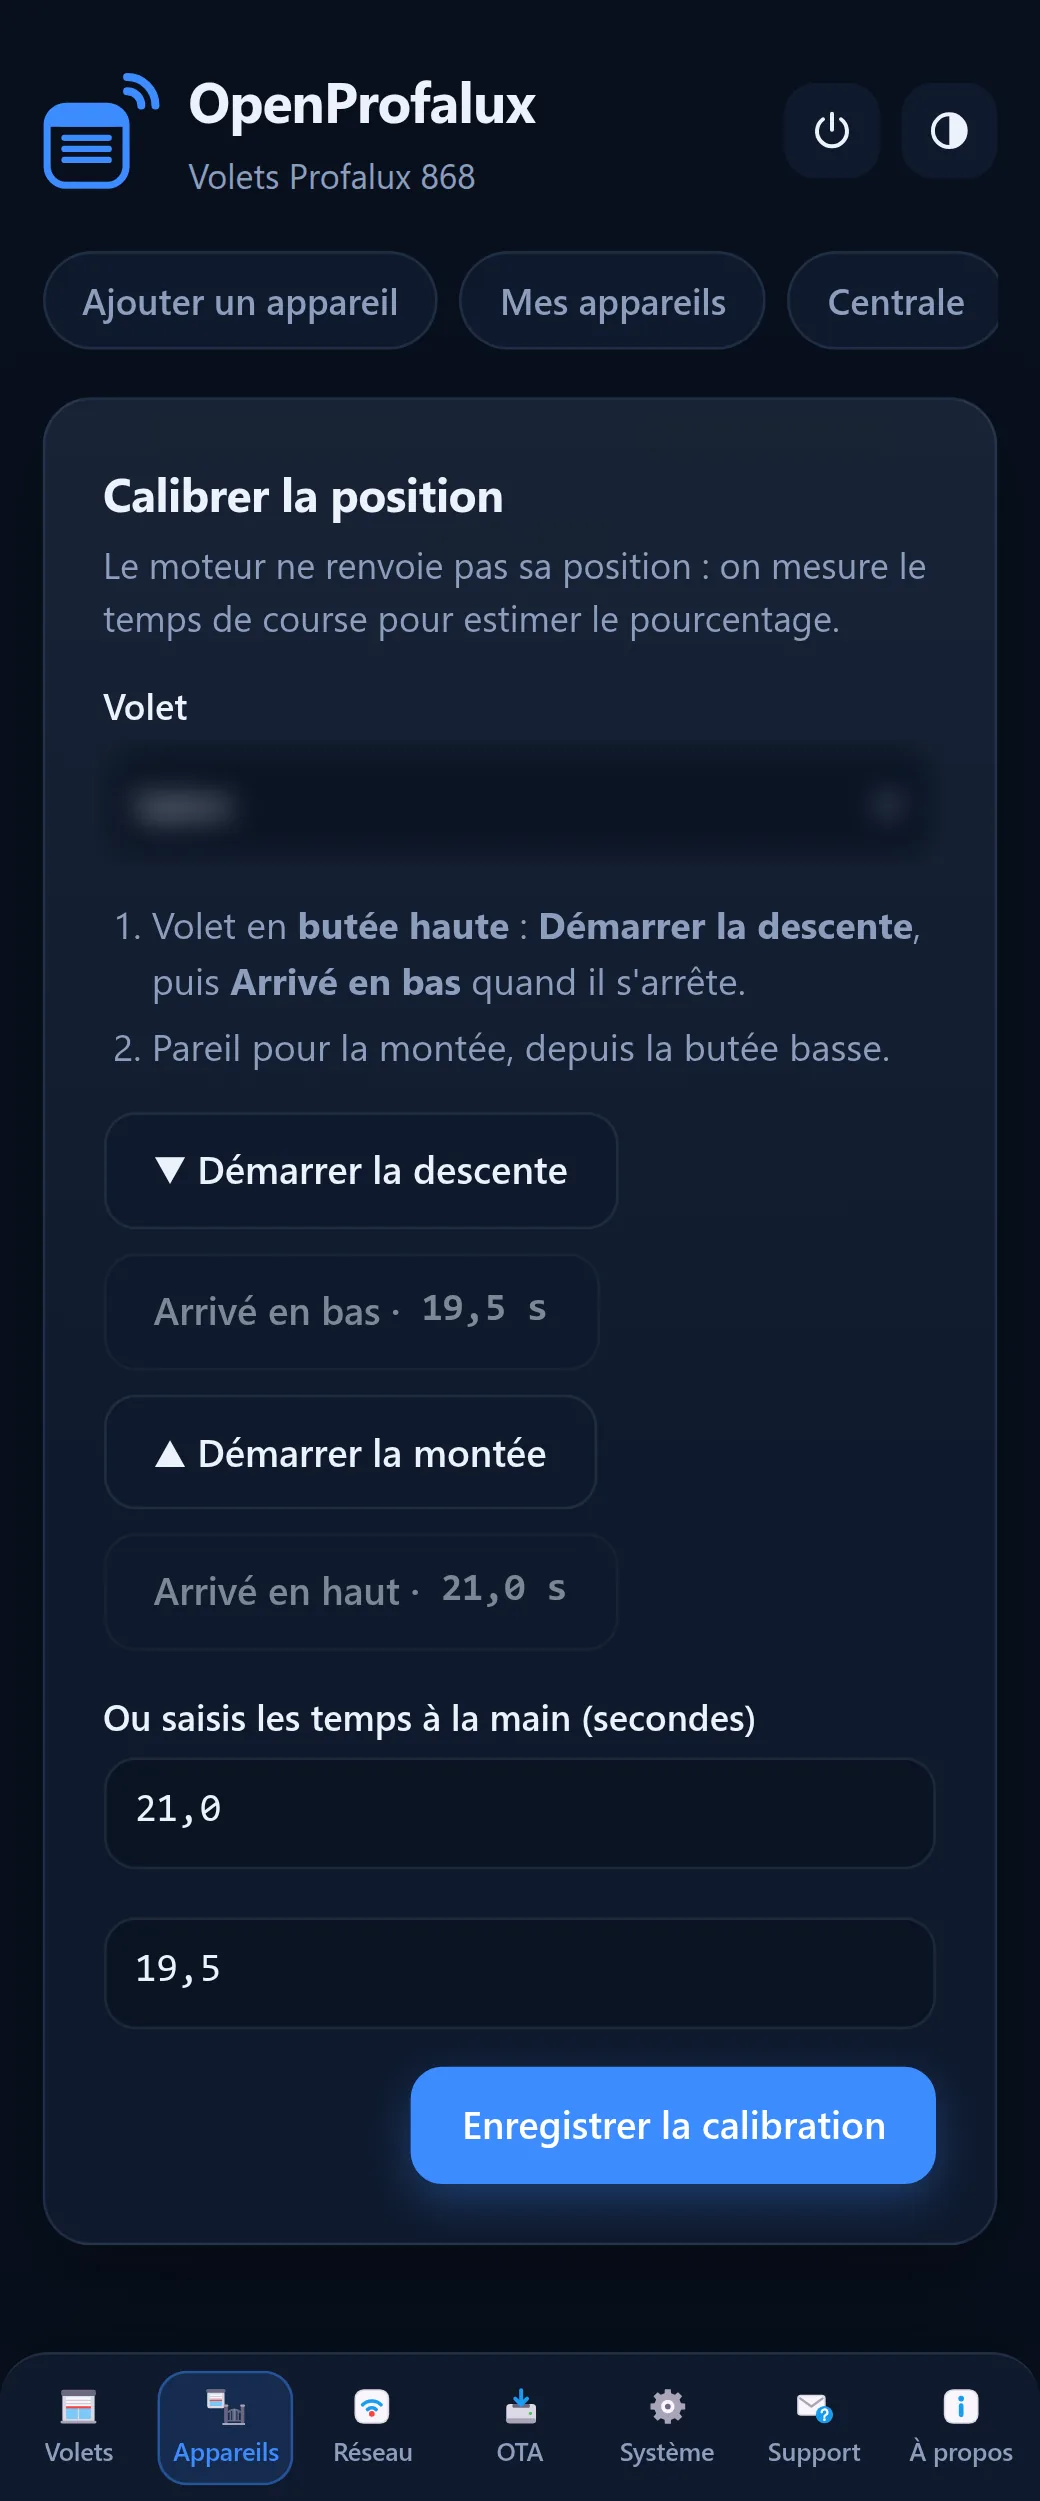 OpenProfalux
Volets Profalux 868
Ajouter un appareil
Mes appareils
Centrale
Calibrer la position
Le moteur ne renvoie pas sa position : on mesure le
temps de course pour estimer le pourcentage.
Volet
1. Volet en butée haute : Démarrer la descente,
puis Arrivé en bas quand il s'arrête.
2. Pareil pour la montée, depuis la butée basse.
▼ Démarrer la descente
Arrivé en bas · 19,5 s
▲ Démarrer la montée
Arrivé en haut · 21,0 s
Ou saisis les temps à la main (secondes)
21,0
19,5
Enregistrer la calibration
Volets
Appareils
Réseau
OTA
Système
Support
À propos